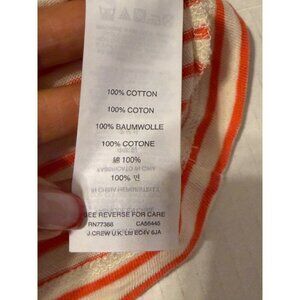 100% COTTON
100% COTON
100% BAUMWOLLE
100% COTONE
綿 100%
100% 면
SEE REVERSE FOR CARE
RN77388 CA56445
J.CREW U.K. Ltd EC4V 6JA